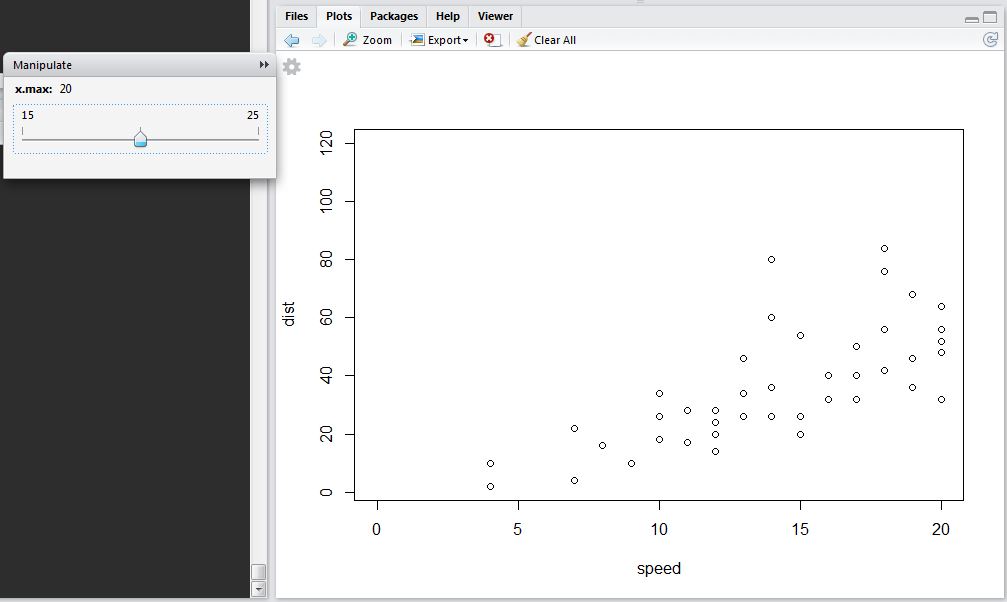 Files Plots Packages Help Viewer
Zoom Export Clear All
Manipulate
x.max: 20
15 25
120
100
80
60
40
20
0
dist
0 5 10 15 20
speed